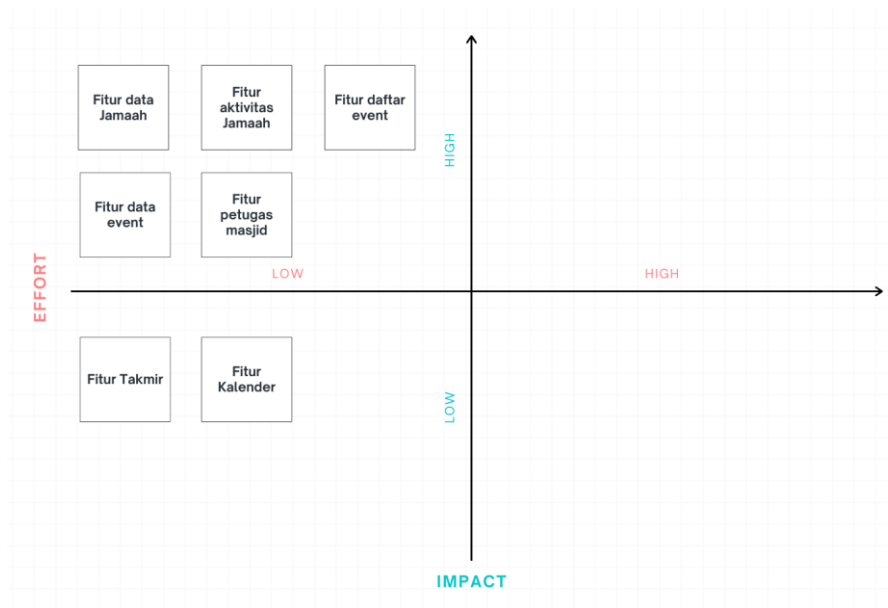 Fitur data
Jamaah
Fitur
aktivitas
Jamaah
Fitur daftar
event
HIGH
Fitur data
event
Fitur
petugas
masjid
EFFORT
LOW
HIGH
Fitur Takmir
Fitur
Kalender
LOW
IMPACT